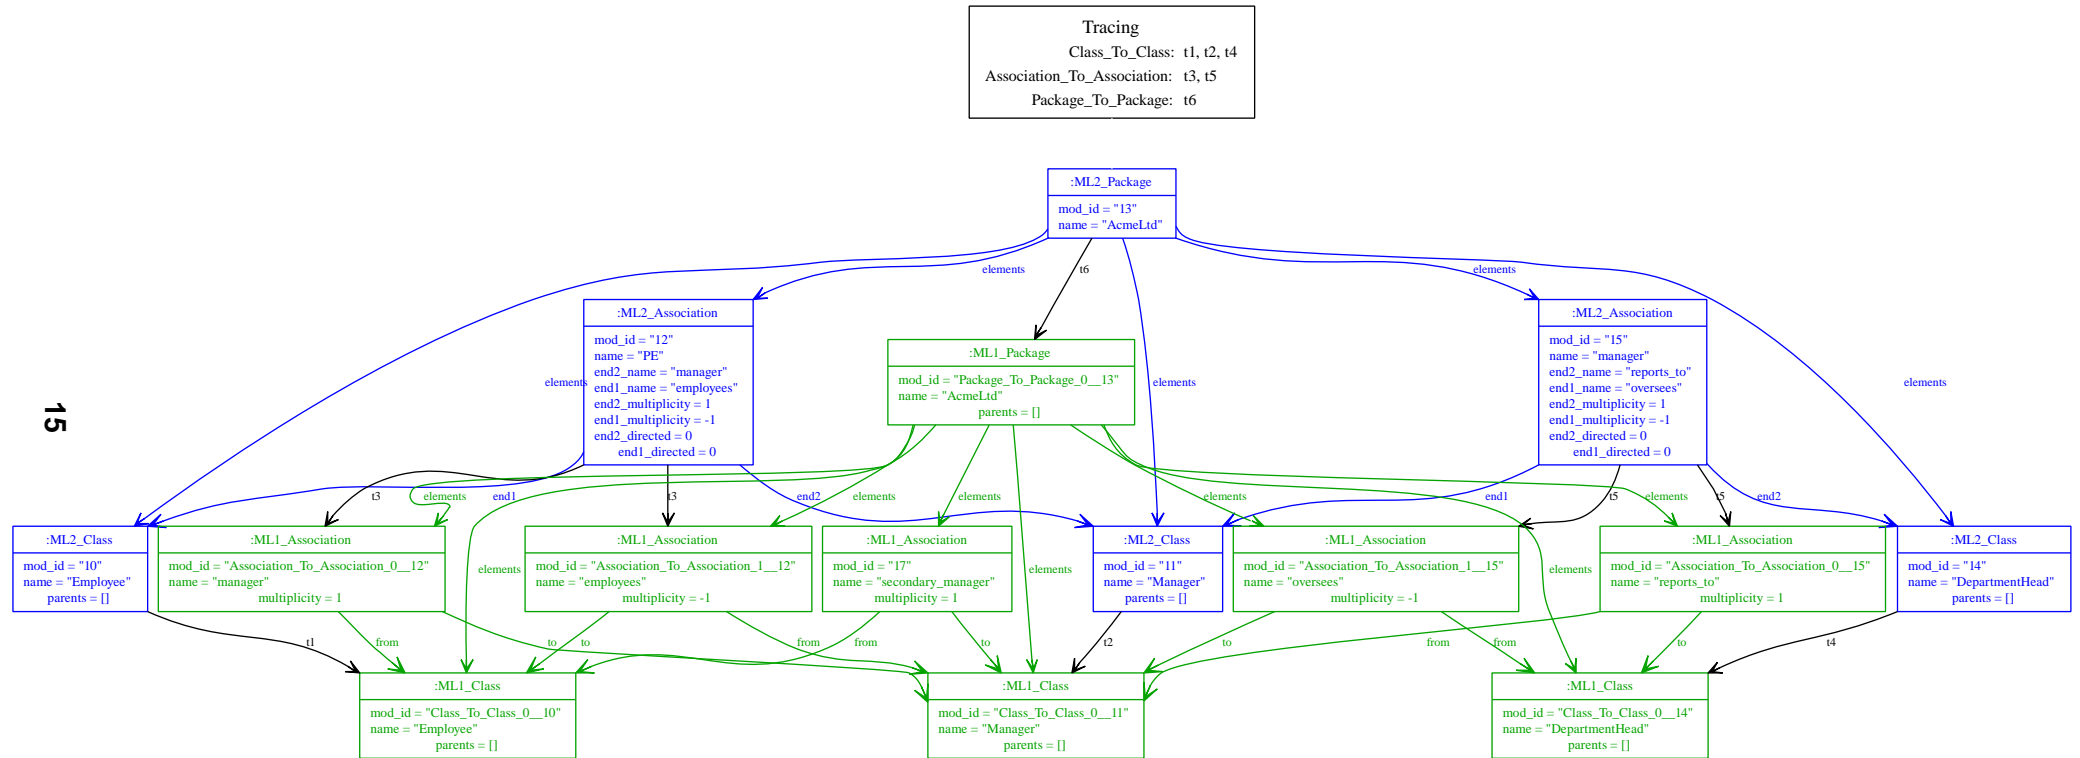 Tracing
Class_To_Class: t1, t2, t4
Association_To_Association: t3, t5
Package_To_Package: t6
:ML2_Package
mod_id = "13"
name = "AcmeLtd"
elements
t6
elements
:ML2_Association
mod_id = "12"
name = "PE"
end2_name = "manager"
end1_name = "employees"
end2_multiplicity = 1
end1_multiplicity = -1
end2_directed = 0
end1_directed = 0
:ML1_Package
mod_id = "Package_To_Package_0__13"
name = "AcmeLtd"
parents = []
:ML2_Association
mod_id = "15"
name = "manager"
end2_name = "reports_to"
end1_name = "oversees"
end2_multiplicity = 1
end1_multiplicity = -1
end2_directed = 0
end1_directed = 0
elements
elements
elements
15
t3
elements
end1
t3
end2
elements
elements
elements
end1
t5
elements
t5
end2
:ML2_Class
mod_id = "10"
name = "Employee"
parents = []
:ML1_Association
mod_id = "Association_To_Association_0__12"
name = "manager"
multiplicity = 1
:ML1_Association
mod_id = "Association_To_Association_1__12"
name = "employees"
multiplicity = -1
:ML1_Association
mod_id = "17"
name = "secondary_manager"
multiplicity = 1
:ML2_Class
mod_id = "11"
name = "Manager"
parents = []
:ML1_Association
mod_id = "Association_To_Association_1__15"
name = "oversees"
multiplicity = -1
:ML1_Association
mod_id = "Association_To_Association_0__15"
name = "reports_to"
multiplicity = 1
:ML2_Class
mod_id = "14"
name = "DepartmentHead"
parents = []
elements
elements
elements
t1
from
to
to
from
from
to
t2
to
from
from
to
t4
:ML1_Class
mod_id = "Class_To_Class_0__10"
name = "Employee"
parents = []
:ML1_Class
mod_id = "Class_To_Class_0__11"
name = "Manager"
parents = []
:ML1_Class
mod_id = "Class_To_Class_0__14"
name = "DepartmentHead"
parents = []